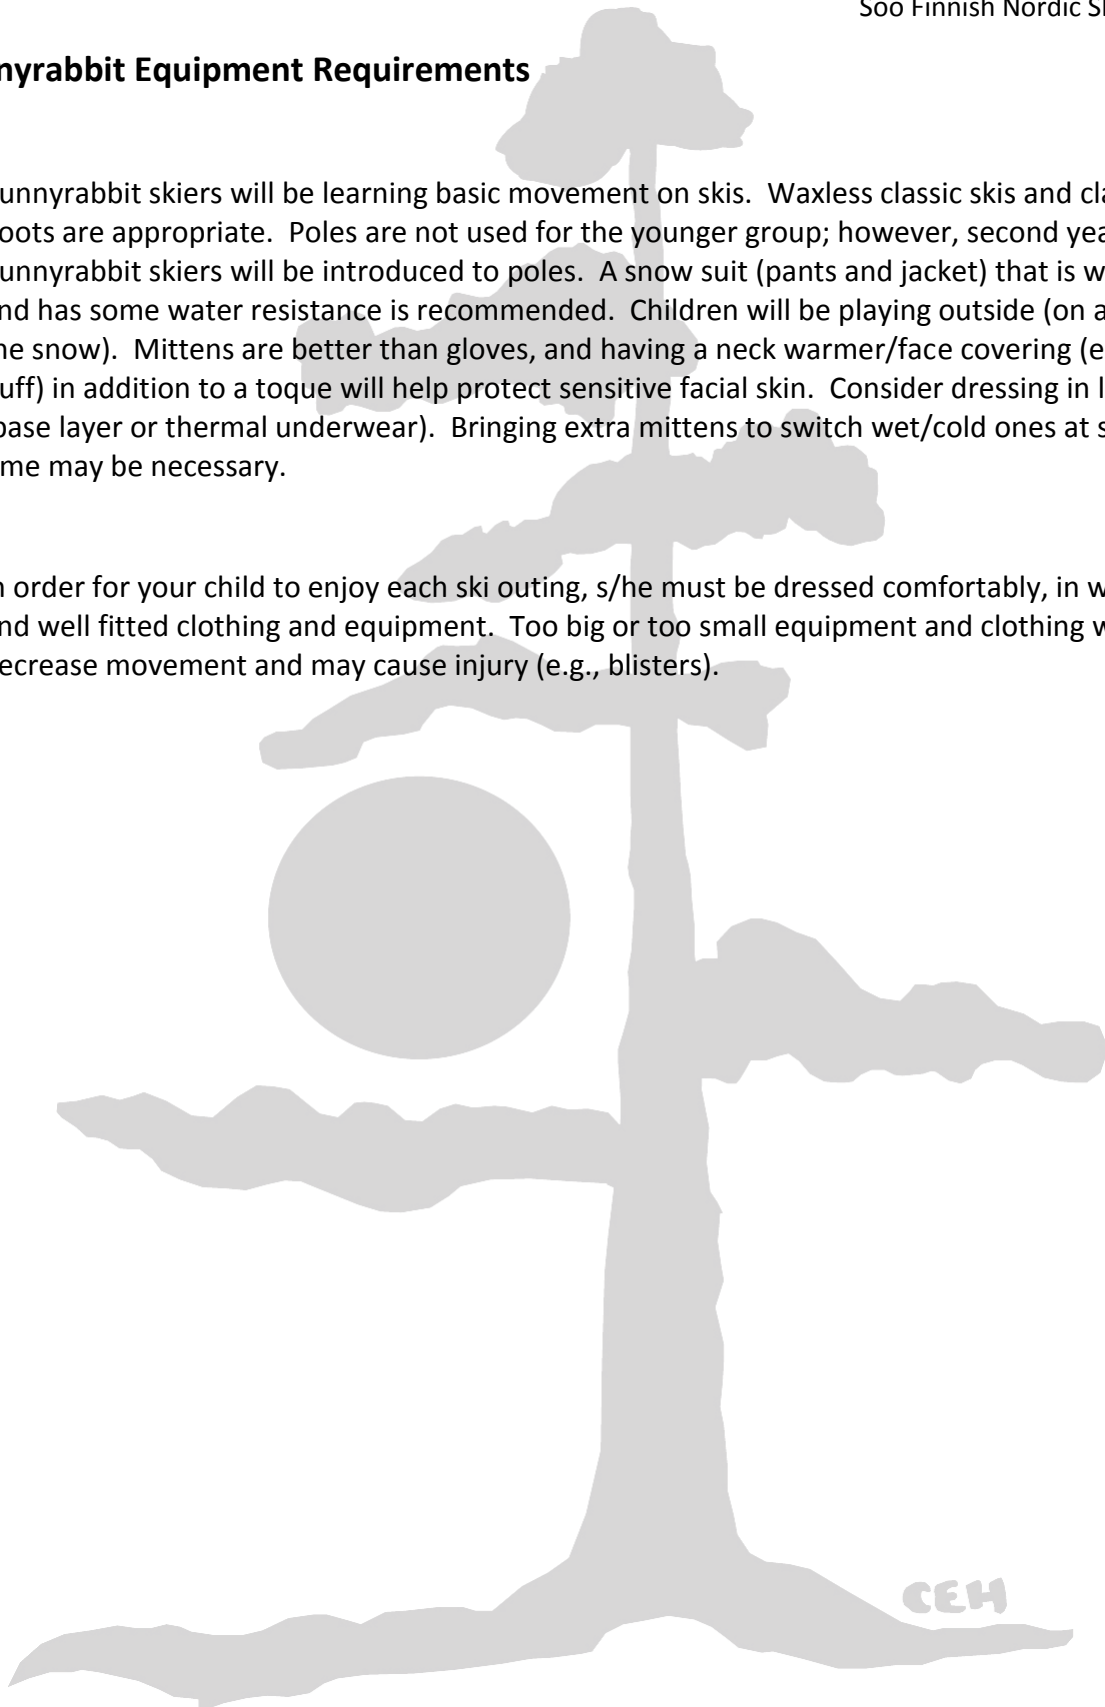 Soo Finnish Nordic S
nyrabbit Equipment Requirements
unnyrabbit skiers will be learning basic movement on skis.  Waxless classic skis and cla
oots are appropriate.  Poles are not used for the younger group; however, second yea
unnyrabbit skiers will be introduced to poles.  A snow suit (pants and jacket) that is w
nd has some water resistance is recommended.  Children will be playing outside (on a
he snow).  Mittens are better than gloves, and having a neck warmer/face covering (e
uff) in addition to a toque will help protect sensitive facial skin.  Consider dressing in l
base layer or thermal underwear).  Bringing extra mittens to switch wet/cold ones at s
me may be necessary.
n order for your child to enjoy each ski outing, s/he must be dressed comfortably, in w
nd well fitted clothing and equipment.  Too big or too small equipment and clothing w
ecrease movement and may cause injury (e.g., blisters).
CEH